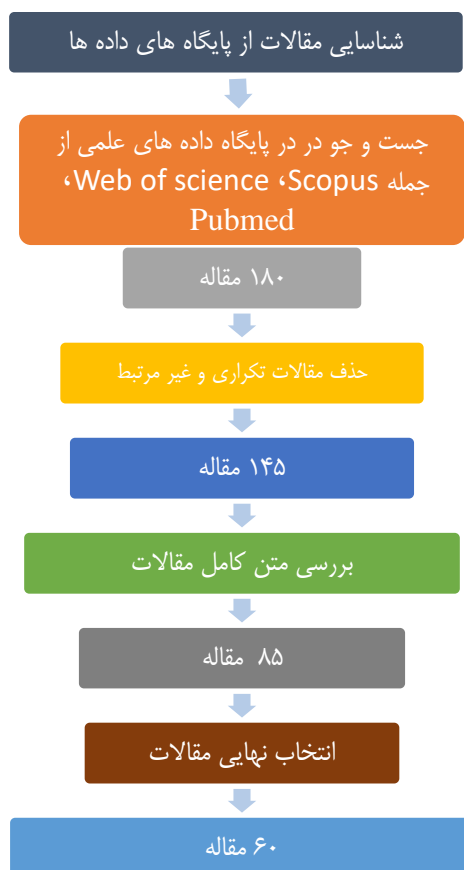 شناسایی مقالات از پایگاه های داده ها
جست و جو در در پایگاه داده های علمی از
جمله Web of science ،Scopus،
Pubmed
۱۸۰ مقاله
حذف مقالات تکراری و غیر مرتبط
۱۴۵ مقاله
بررسی متن کامل مقالات
۸۵ مقاله
انتخاب نهایی مقالات
۶۰ مقاله